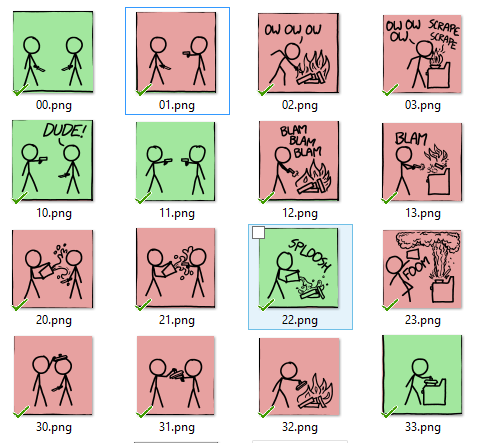 OW OW OW
OW OW SCRAPE
OW SCRAPE
00.png
01.png
02.png
03.png
DUDE!
BLAM
BLAM
BLAM
BLAM
10.png
11.png
12.png
13.png
SPLOOSH
FOOM
20.png
21.png
22.png
23.png
30.png
31.png
32.png
33.png